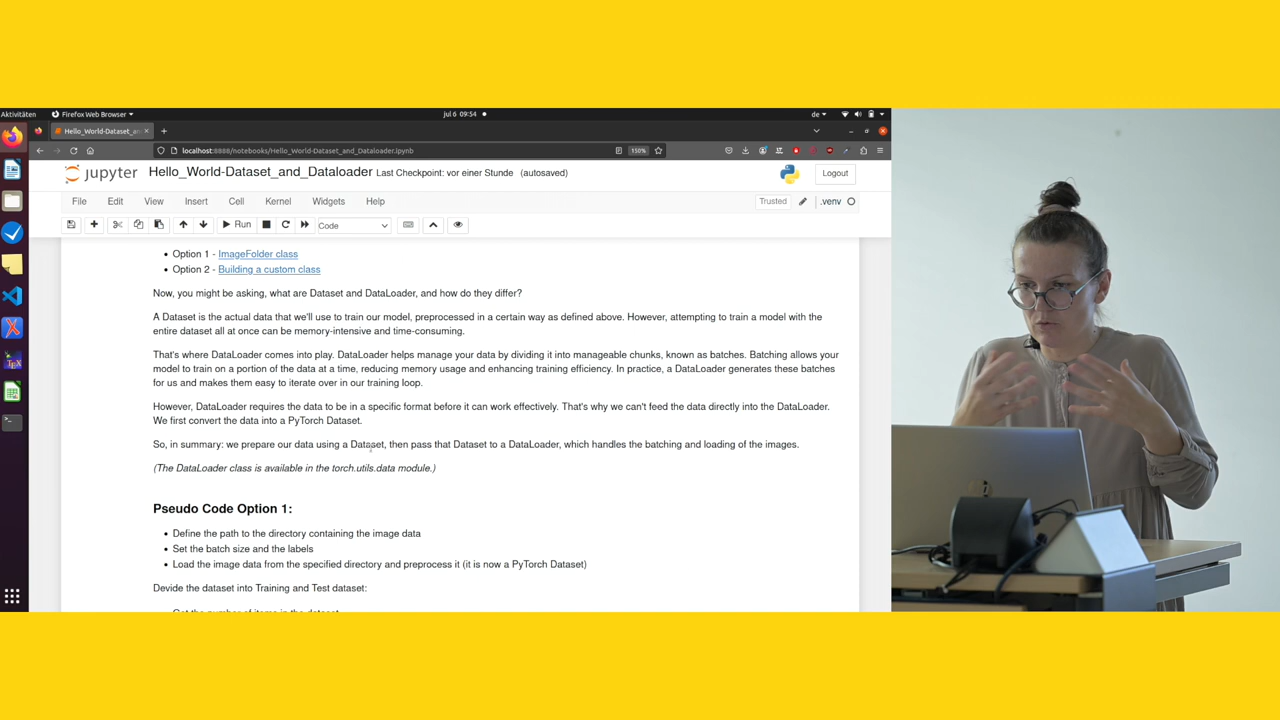 Aktivitäten
Firefox Web Browser
jul 6 09:54
de
Hello_World-Dataset_an
localhost:8888/notebooks/Hello_World-Dataset_and_Dataloader.ipynb
150%
jupyter
Hello_World-Dataset_and_Dataloader Last Checkpoint: vor einer Stunde (autosaved)
Logout
File Edit View Insert Cell Kernel Widgets Help
Trusted
.venv
Run
Code
Option 1 - ImageFolder class
Option 2 - Building a custom class
Now, you might be asking, what are Dataset and DataLoader, and how do they differ?
A Dataset is the actual data that we'll use to train our model, preprocessed in a certain way as defined above. However, attempting to train a model with the
entire dataset all at once can be memory-intensive and time-consuming.
That's where DataLoader comes into play. DataLoader helps manage your data by dividing it into manageable chunks, known as batches. Batching allows your
model to train on a portion of the data at a time, reducing memory usage and enhancing training efficiency. In practice, a DataLoader generates these batches
for us and makes them easy to iterate over in our training loop.
However, DataLoader requires the data to be in a specific format before it can work effectively. That's why we can't feed the data directly into the DataLoader.
We first convert the data into a PyTorch Dataset.
So, in summary: we prepare our data using a Dataset, then pass that Dataset to a DataLoader, which handles the batching and loading of the images.
(The DataLoader class is available in the torch.utils.data module.)
Pseudo Code Option 1:
Define the path to the directory containing the image data
Set the batch size and the labels
Load the image data from the specified directory and preprocess it (it is now a PyTorch Dataset)
Devide the dataset into Training and Test dataset:
Get the number of items in the dataset